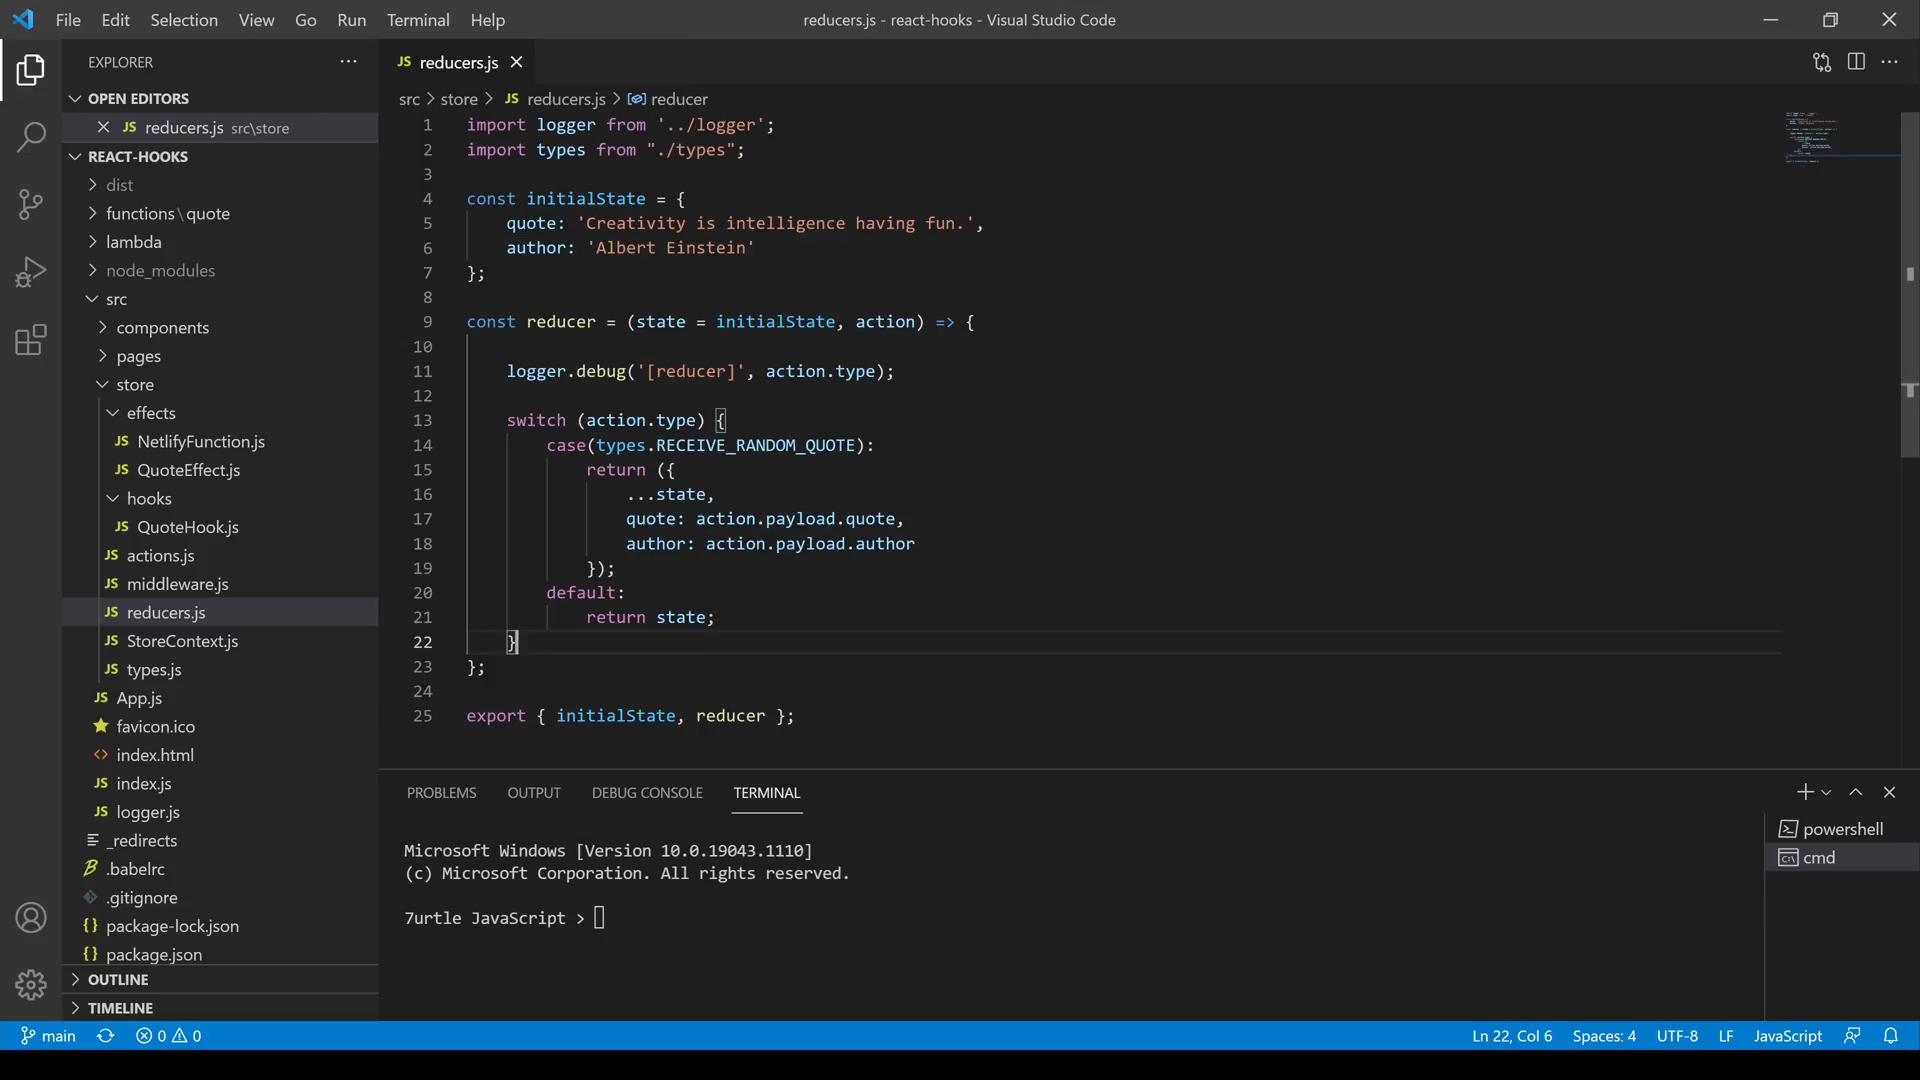 File Edit Selection View Go Run Terminal Help
reducers.js - react-hooks - Visual Studio Code
EXPLORER
OPEN EDITORS
JS reducers.js src\store
REACT-HOOKS
dist
functions\quote
lambda
node_modules
src
components
pages
store
effects
JS NetlifyFunction.js
JS QuoteEffect.js
hooks
JS QuoteHook.js
JS actions.js
JS middleware.js
JS reducers.js
JS StoreContext.js
JS types.js
JS App.js
favicon.ico
<> index.html
JS index.js
JS logger.js
_redirects
.babelrc
.gitignore
{} package-lock.json
{} package.json
OUTLINE
TIMELINE
JS reducers.js
src > store > JS reducers.js > reducer
1 import logger from '../logger';
2 import types from "./types";
3
4 const initialState = {
5 quote: 'Creativity is intelligence having fun.',
6 author: 'Albert Einstein'
7 };
8
9 const reducer = (state = initialState, action) => {
10
11 logger.debug('[reducer]', action.type);
12
13 switch (action.type) {
14 case(types.RECEIVE_RANDOM_QUOTE):
15 return ({
16 ...state,
17 quote: action.payload.quote,
18 author: action.payload.author
19 });
20 default:
21 return state;
22 }
23 };
24
25 export { initialState, reducer };
PROBLEMS OUTPUT DEBUG CONSOLE TERMINAL
Microsoft Windows [Version 10.0.19043.1110]
(c) Microsoft Corporation. All rights reserved.
7urtle JavaScript >
powershell
cmd
main 0 0
Ln 22, Col 6 Spaces: 4 UTF-8 LF JavaScript